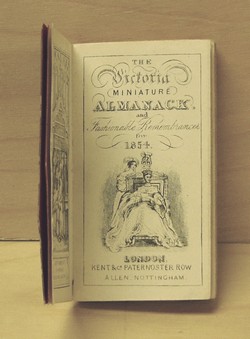 THE
Victoria
MINIATURE
ALMANACK.
and
Fashionable Remembrancer
for
1854.
LONDON.
KENT & Co. PATERNOSTER ROW
ALLEN, NOTTINGHAM.